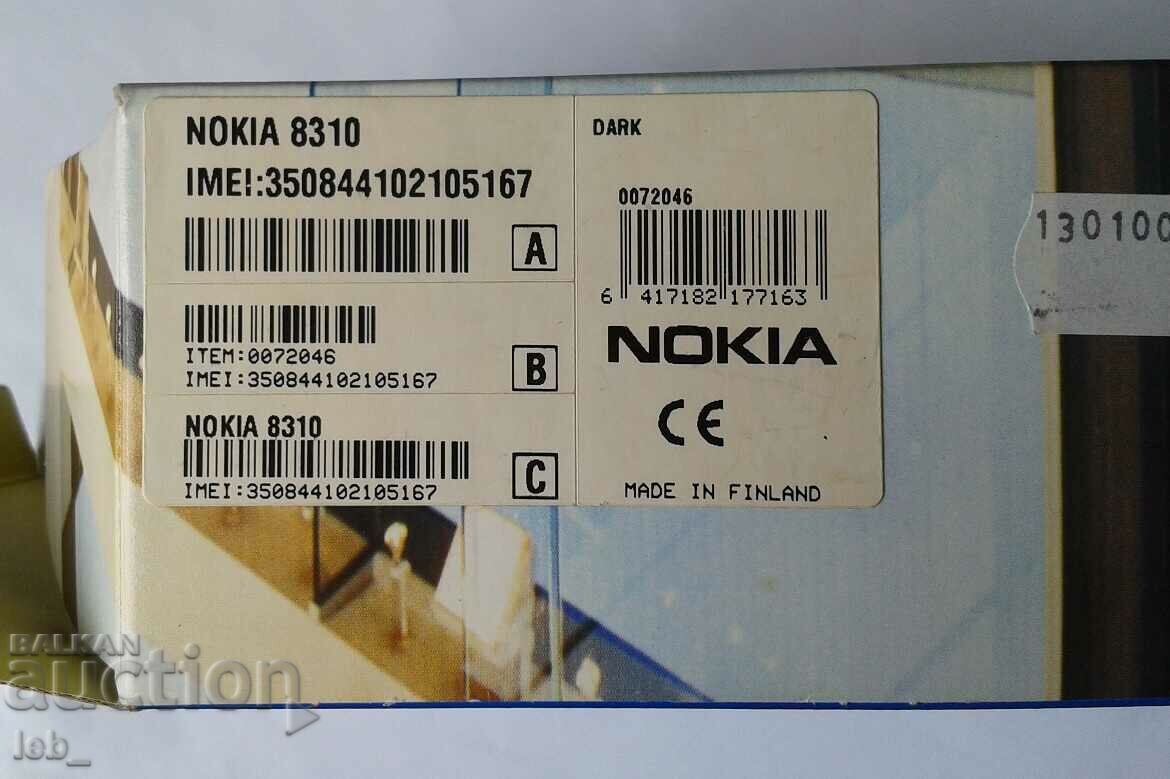 NOKIA 8310
IMEI:350844102105167
A
ITEM:0072046
IMEI:350844102105167
B
NOKIA 8310
IMEI:350844102105167
C
DARK
0072046
6 417182 177163
NOKIA
CE
MADE IN FINLAND
130100
BALKAN
auction
leb_